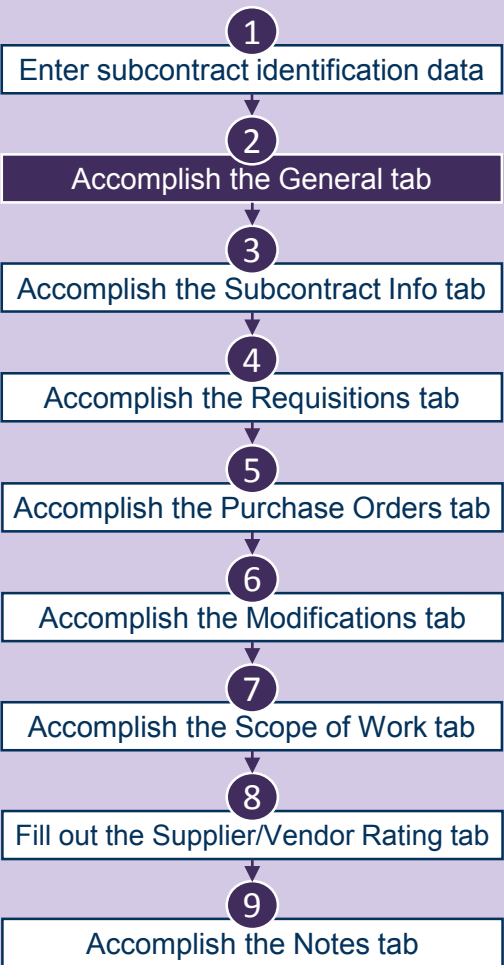 1
Enter subcontract identification data
2
Accomplish the General tab
3
Accomplish the Subcontract Info tab
4
Accomplish the Requisitions tab
5
Accomplish the Purchase Orders tab
6
Accomplish the Modifications tab
7
Accomplish the Scope of Work tab
8
Fill out the Supplier/Vendor Rating tab
9
Accomplish the Notes tab